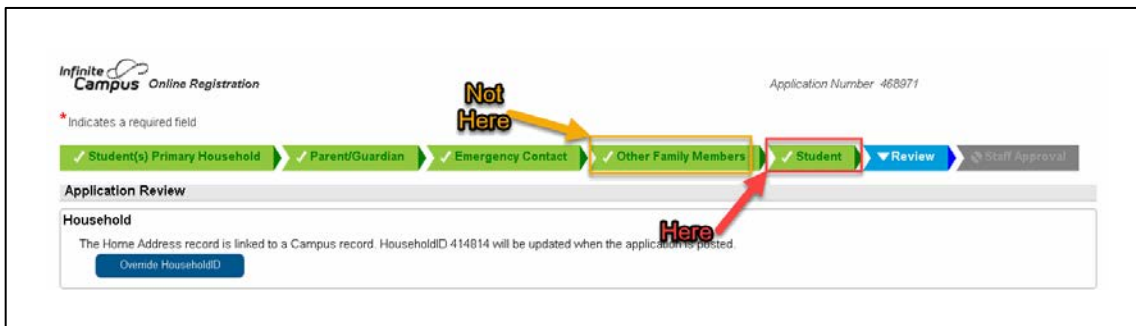 Infinite
Campus Online Registration
Application Number 468971
Not
Here
*Indicates a required field
Student(s) Primary Household Parent/Guardian Emergency Contact Other Family Members Student Review Staff Approval
Application Review
Household
Here
The Home Address record is linked to a Campus record. HouseholdID 414814 will be updated when the application is posted.
Override HouseholdID